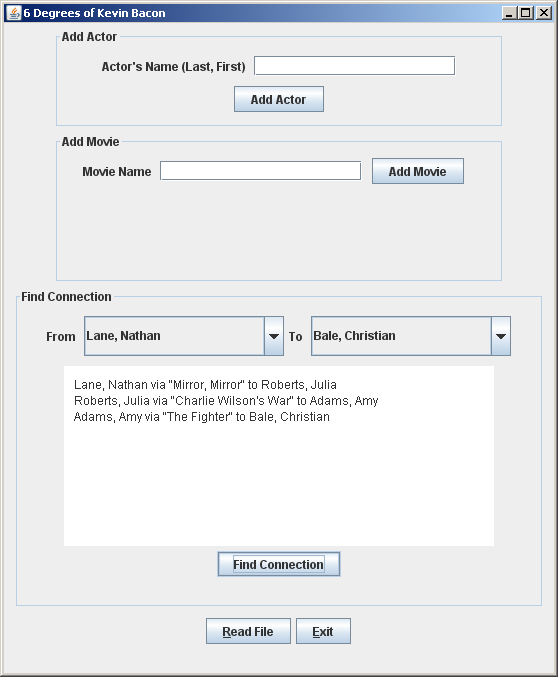 6 Degrees of Kevin Bacon
Add Actor
Actor's Name (Last, First)
Add Actor
Add Movie
Movie Name
Add Movie
Find Connection
From Lane, Nathan To Bale, Christian
Lane, Nathan via "Mirror, Mirror" to Roberts, Julia
Roberts, Julia via "Charlie Wilson's War" to Adams, Amy
Adams, Amy via "The Fighter" to Bale, Christian
Find Connection
Read File Exit